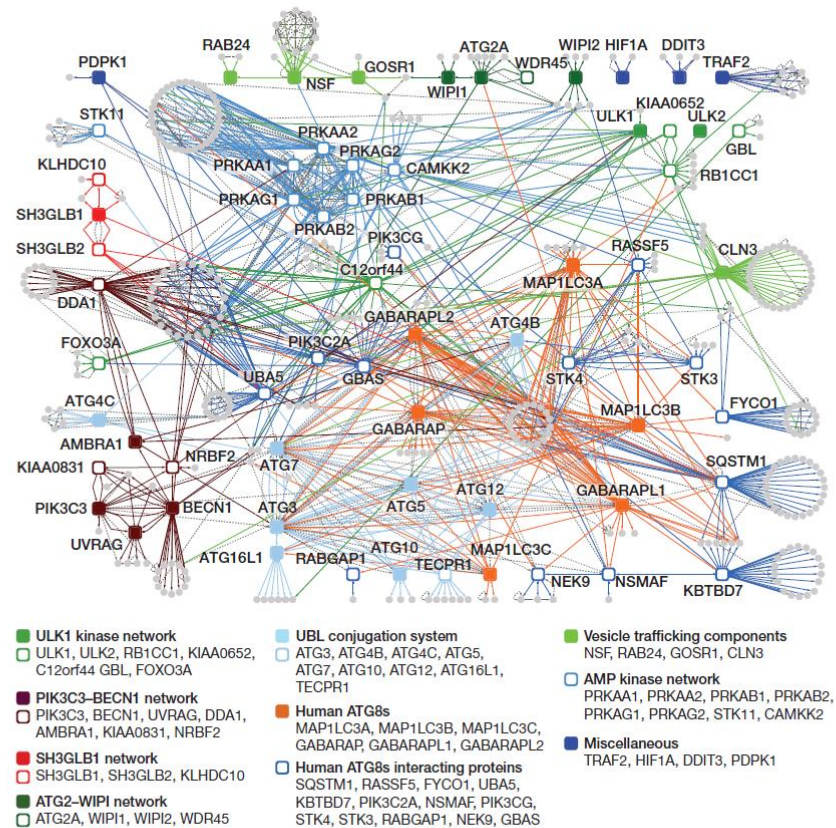 RAB24
GOSR1
NSF
PDPK1
ATG2A
WDR45
WIPI1
WIPI2
HIF1A
DDIT3
TRAF2
STK11
KIAA0652
ULK1
ULK2
GBL
RB1CC1
PRKAA2
PRKAG2
PRKAA1
CAMKK2
PRKAG1
PRKAB1
PRKAB2
KLHDC10
SH3GLB1
SH3GLB2
PIK3CG
C12orf44
RASSF5
CLN3
MAP1LC3A
DDA1
GABARAPL2
ATG4B
FOXO3A
PIK3C2A
UBA5
GBAS
STK4
STK3
ATG4C
GABARAP
MAP1LC3B
FYCO1
AMBRA1
KIAA0831
NRBF2
ATG7
SQSTM1
PIK3C3
BECN1
ATG5
ATG12
GABARAPL1
ATG3
UVRAG
ATG16L1
RABGAP1
ATG10
TECPR1
MAP1LC3C
NEK9
NSMAF
KBTBD7
ULK1 kinase network
ULK1, ULK2, RB1CC1, KIAA0652,
C12orf44 GBL, FOXO3A
PIK3C3–BECN1 network
PIK3C3, BECN1, UVRAG, DDA1,
AMBRA1, KIAA0831, NRBF2
SH3GLB1 network
SH3GLB1, SH3GLB2, KLHDC10
ATG2–WIPI network
ATG2A, WIPI1, WIPI2, WDR45
UBL conjugation system
ATG3, ATG4B, ATG4C, ATG5,
ATG7, ATG10, ATG12, ATG16L1,
TECPR1
Human ATG8s
MAP1LC3A, MAP1LC3B, MAP1LC3C,
GABARAP, GABARAPL1, GABARAPL2
Human ATG8s interacting proteins
SQSTM1, RASSF5, FYCO1, UBA5,
KBTBD7, PIK3C2A, NSMAF, PIK3CG,
STK4, STK3, RABGAP1, NEK9, GBAS
Vesicle trafficking components
NSF, RAB24, GOSR1, CLN3
AMP kinase network
PRKAA1, PRKAA2, PRKAB1, PRKAB2,
PRKAG1, PRKAG2, STK11, CAMKK2
Miscellaneous
TRAF2, HIF1A, DDIT3, PDPK1